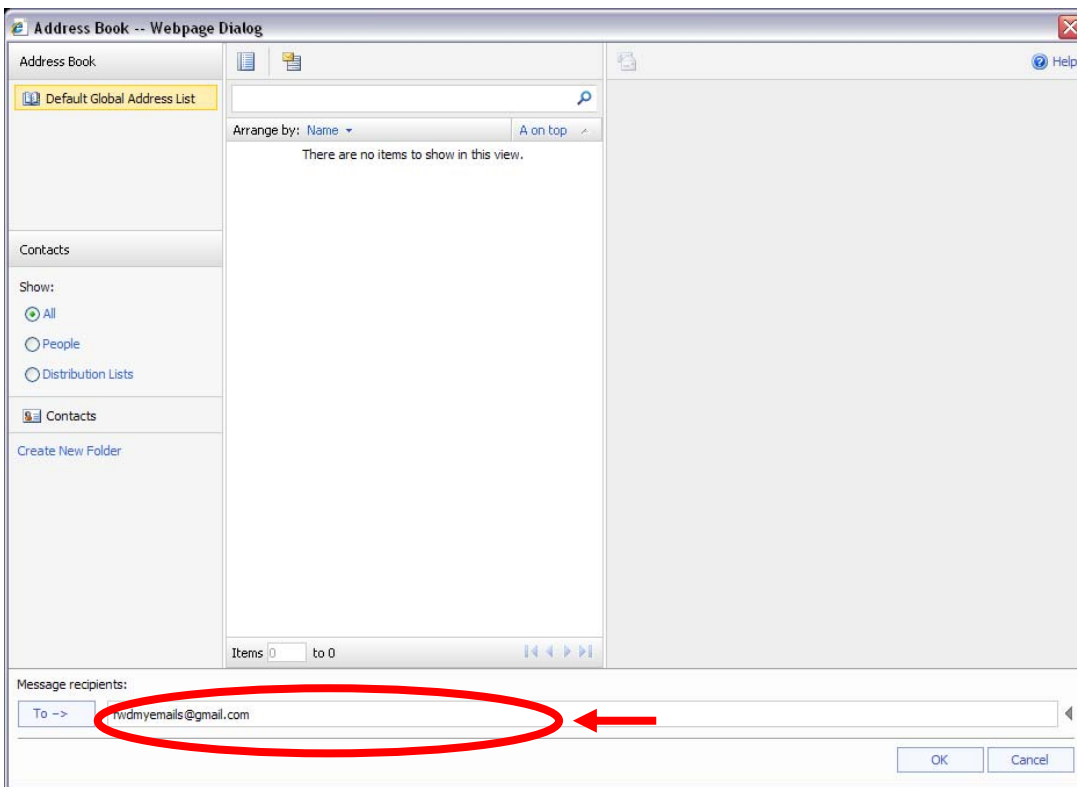 Address Book -- Webpage Dialog
Address Book
Help
Default Global Address List
Arrange by: Name
A on top
There are no items to show in this view.
Contacts
Show:
All
People
Distribution Lists
Contacts
Create New Folder
Items 0 to 0
Message recipients:
To ->
fwdmyemails@gmail.com
OK
Cancel